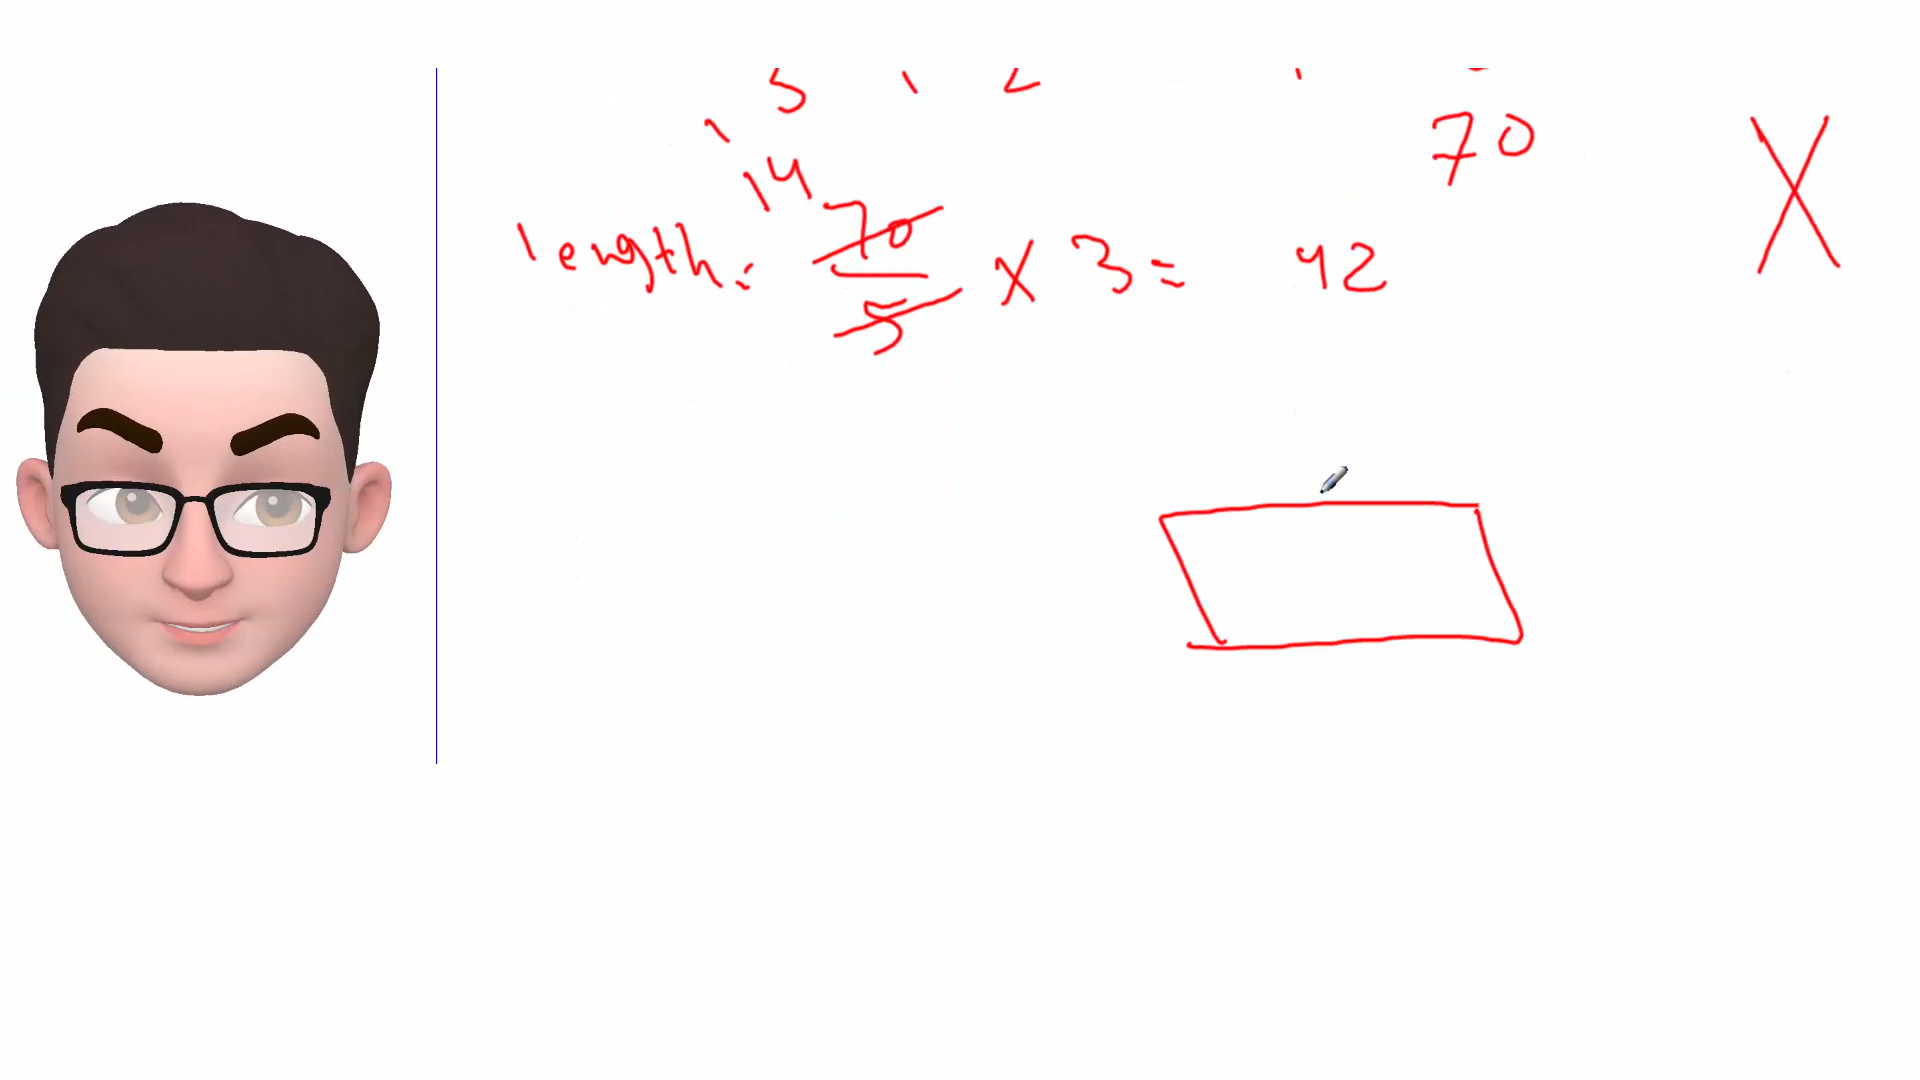 70 X
14
length = 70/5 x 3 = 42